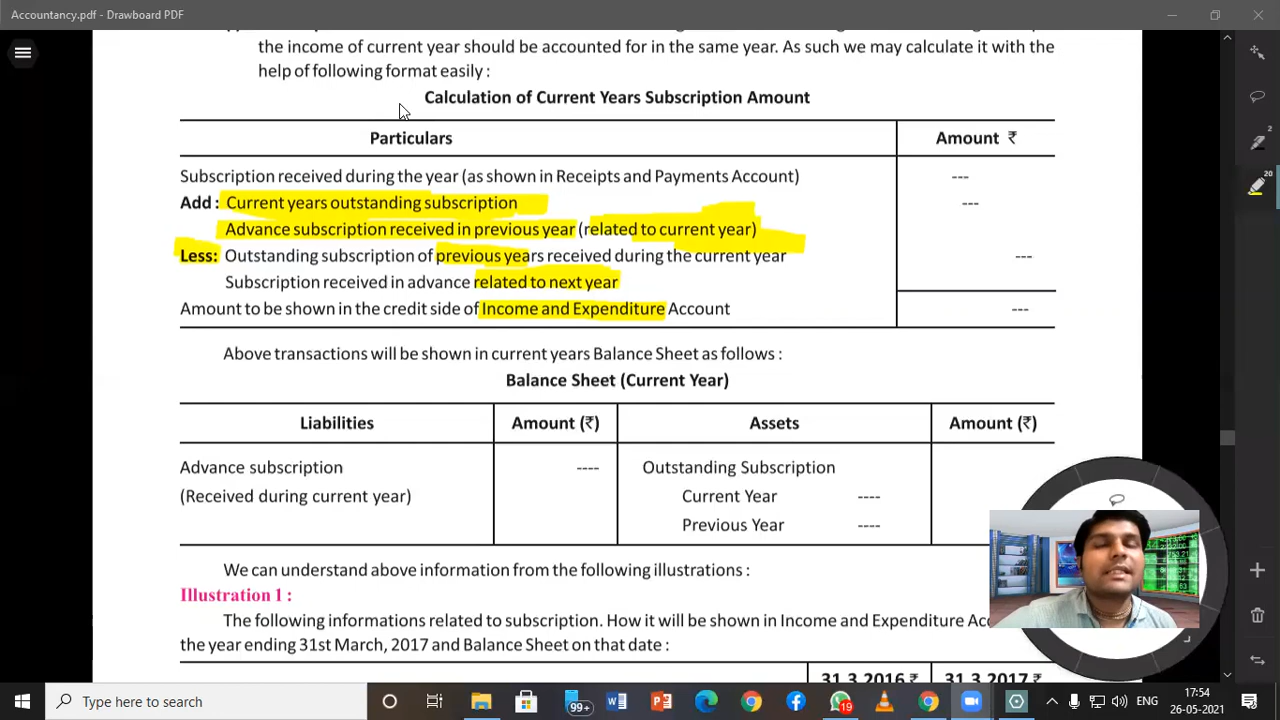 Accountancy.pdf - Drawboard PDF
the income of current year should be accounted for in the same year. As such we may calculate it with the
help of following format easily :
Calculation of Current Years Subscription Amount
Particulars Amount ₹
Subscription received during the year (as shown in Receipts and Payments Account) ---
Add : Current years outstanding subscription ---
Advance subscription received in previous year (related to current year)
Less: Outstanding subscription of previous years received during the current year ---
Subscription received in advance related to next year
Amount to be shown in the credit side of Income and Expenditure Account ---
Above transactions will be shown in current years Balance Sheet as follows :
Balance Sheet (Current Year)
Liabilities Amount (₹) Assets Amount (₹)
Advance subscription ---- Outstanding Subscription
(Received during current year) Current Year ----
Previous Year ----
We can understand above information from the following illustrations :
Illustration 1 :
The following informations related to subscription. How it will be shown in Income and Expenditure
the year ending 31st March, 2017 and Balance Sheet on that date :
31.3.2016 ₹ 31.3.2017 ₹
2
20
Type here to search
99+
19
ENG
17:54
26-05-2021